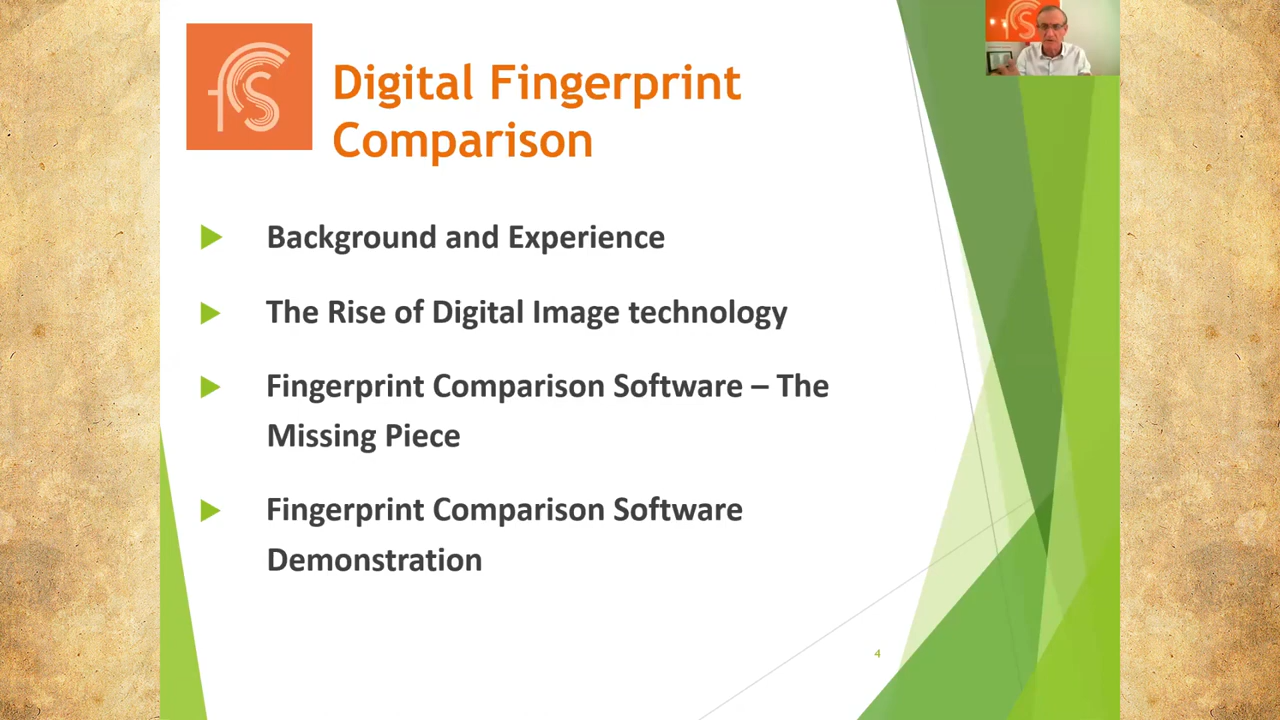 fS
Digital Fingerprint
Comparison
Background and Experience
The Rise of Digital Image technology
Fingerprint Comparison Software – The
Missing Piece
Fingerprint Comparison Software
Demonstration
4